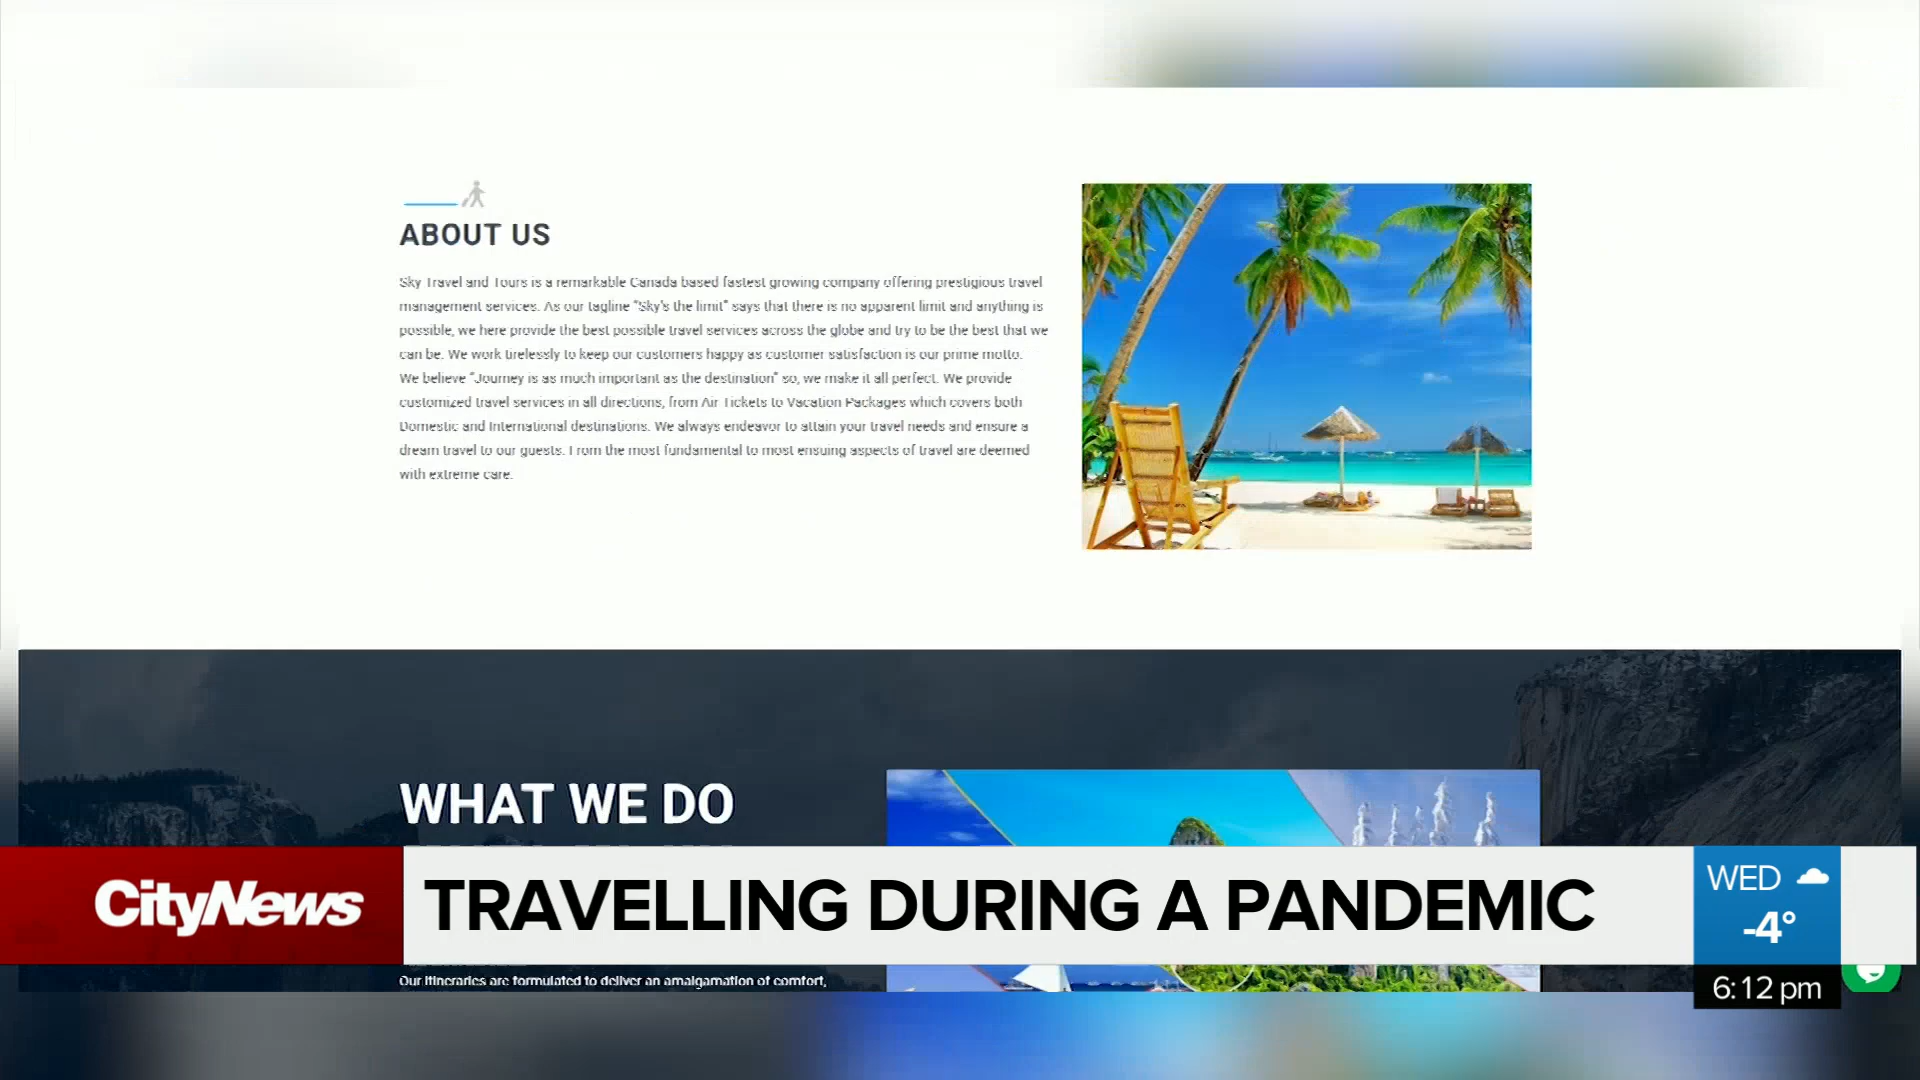 ABOUT US
Sky Travel and Tours is a remarkable Canada based fastest growing company offering prestigious travel
management services. As our tagline "Sky's the limit" says that there is no apparent limit and anything is
possible, we here provide the best possible travel services across the globe and try to be the best that we
can be. We work tirelessly to keep our customers happy as customer satisfaction is our prime motto.
We believe "Journey is as much important as the destination" so, we make it all perfect. We provide
customized travel services in all directions, from Air Tickets to Vacation Packages which covers both
Domestic and International destinations. We always endeavor to attain your travel needs and ensure a
dream travel to our guests. From the most fundamental to most ensuing aspects of travel are deemed
with extreme care.
WHAT WE DO
CityNews
TRAVELLING DURING A PANDEMIC
WED
-4°
Our itineraries are formulated to deliver an amalgamation of comfort,
6:12 pm